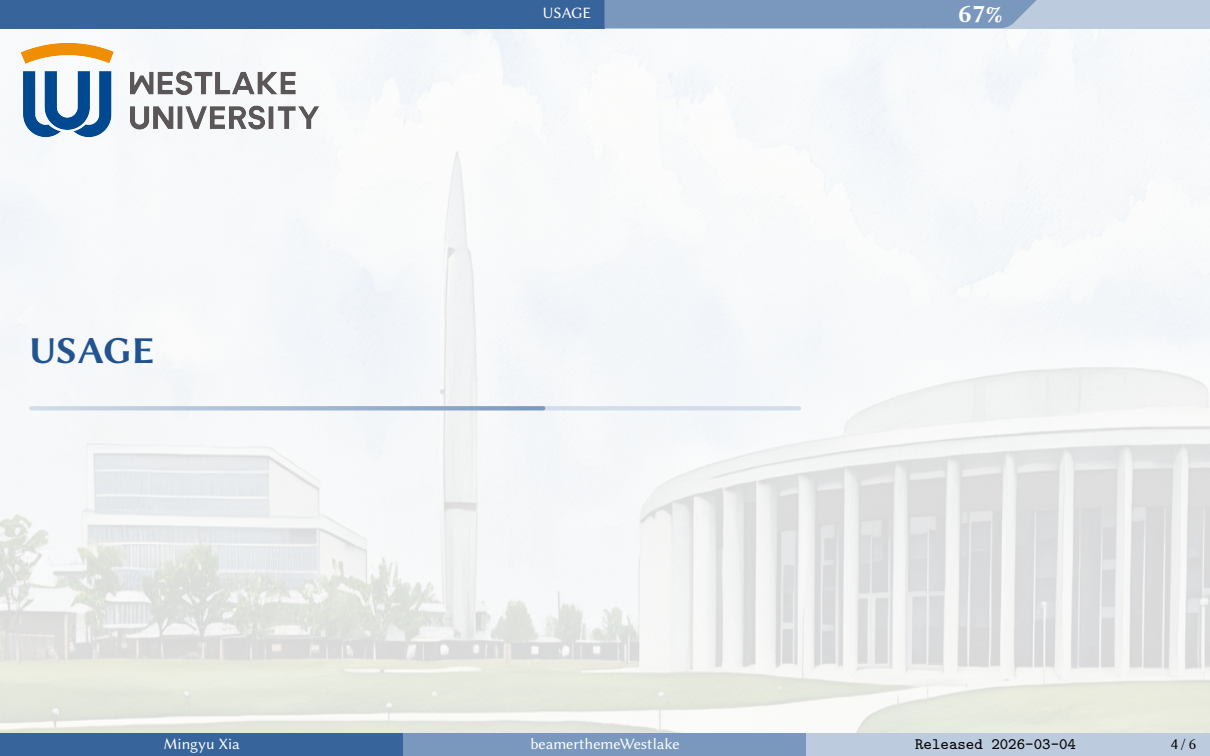 USAGE
67%
WESTLAKE
UNIVERSITY
USAGE
Mingyu Xia
beamerthemeWestlake
Released 2026-03-04
4 / 6